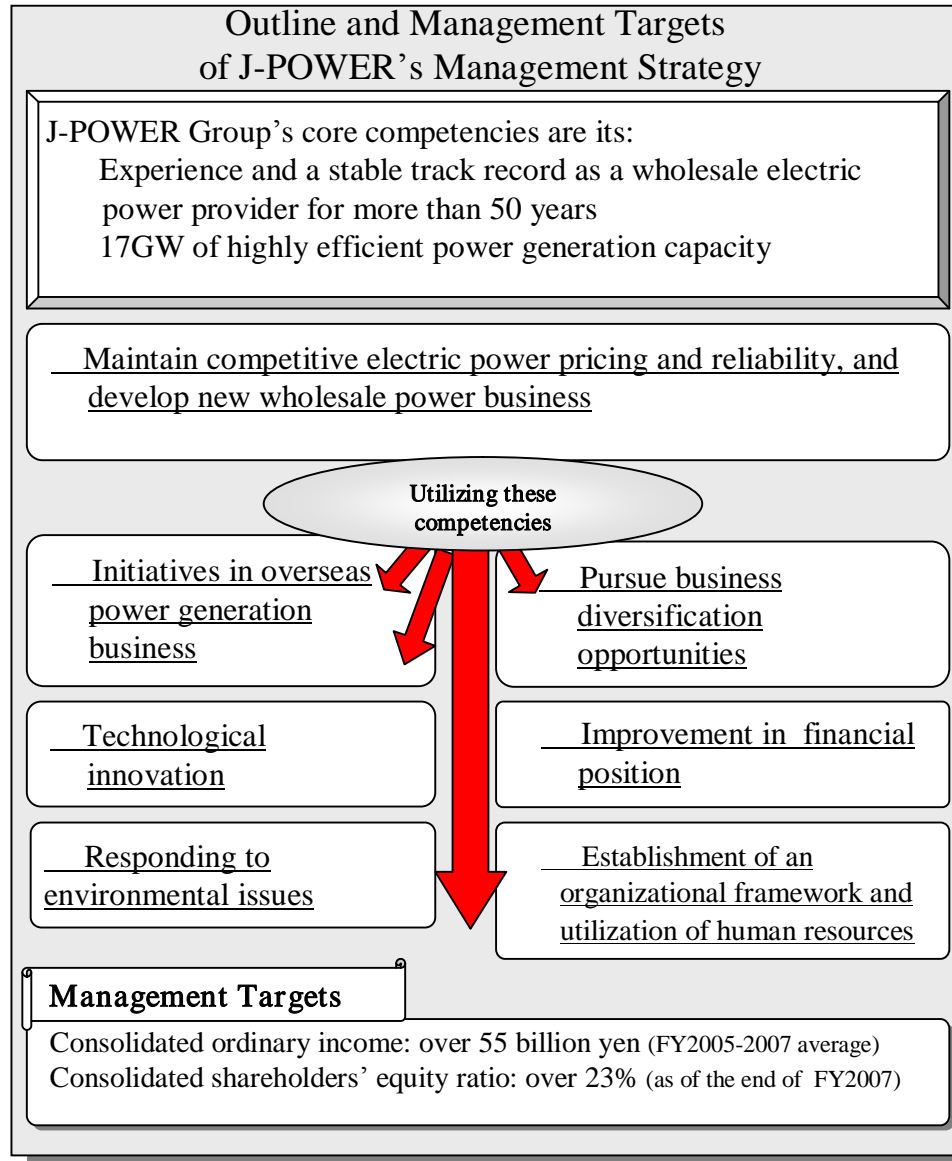 Outline and Management Targets
of J-POWER's Management Strategy
J-POWER Group's core competencies are its:
Experience and a stable track record as a wholesale electric
power provider for more than 50 years
17GW of highly efficient power generation capacity
Maintain competitive electric power pricing and reliability, and
develop new wholesale power business
Utilizing these
competencies
Initiatives in overseas
power generation
business
Pursue business
diversification
opportunities
Technological
innovation
Improvement in financial
position
Responding to
environmental issues
Establishment of an
organizational framework and
utilization of human resources
Management Targets
Consolidated ordinary income: over 55 billion yen (FY2005-2007 average)
Consolidated shareholders' equity ratio: over 23% (as of the end of FY2007)